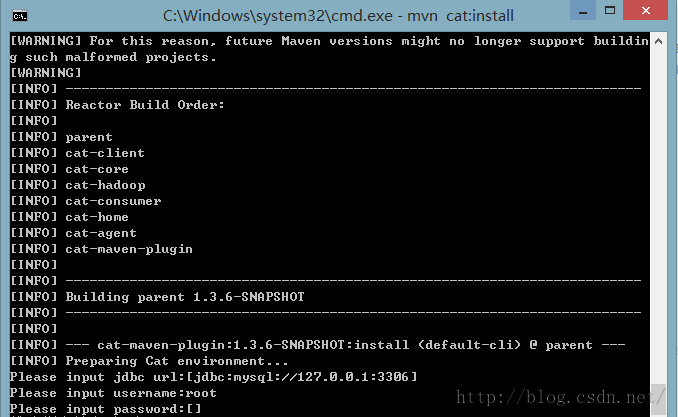 C:\Windows\system32\cmd.exe - mvn  cat:install
[WARNING] For this reason, future Maven versions might no longer support buildin
g such malformed projects.
[WARNING]
[INFO] ------------------------------------------------------------------------
[INFO] Reactor Build Order:
[INFO]
[INFO] parent
[INFO] cat-client
[INFO] cat-core
[INFO] cat-hadoop
[INFO] cat-consumer
[INFO] cat-home
[INFO] cat-agent
[INFO] cat-maven-plugin
[INFO]
[INFO] ------------------------------------------------------------------------
[INFO] Building parent 1.3.6-SNAPSHOT
[INFO] ------------------------------------------------------------------------
[INFO]
[INFO] --- cat-maven-plugin:1.3.6-SNAPSHOT:install (default-cli) @ parent ---
[INFO] Preparing Cat environment...
Please input jdbc url:[jdbc:mysql://127.0.0.1:3306]
Please input username:root
Please input password:[]
http://blog.csdn.net/